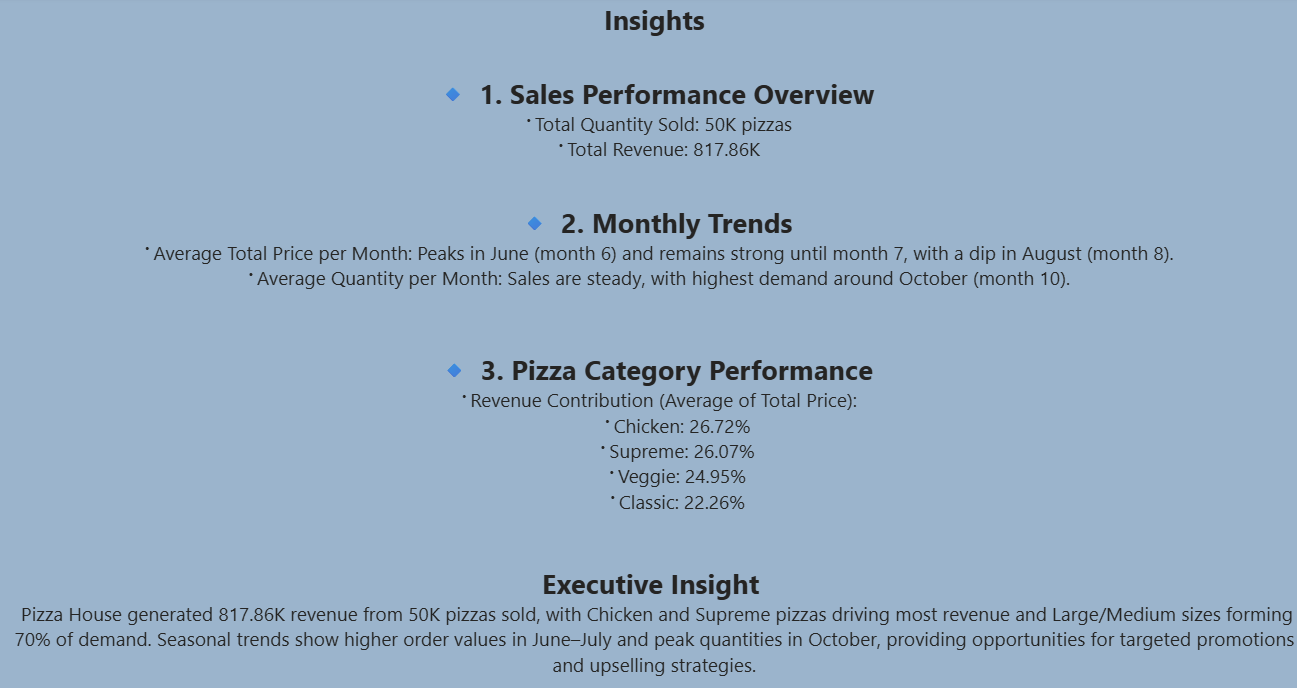 Insights
🔹 1. Sales Performance Overview
• Total Quantity Sold: 50K pizzas
• Total Revenue: 817.86K
🔹 2. Monthly Trends
• Average Total Price per Month: Peaks in June (month 6) and remains strong until month 7, with a dip in August (month 8).
• Average Quantity per Month: Sales are steady, with highest demand around October (month 10).
🔹 3. Pizza Category Performance
• Revenue Contribution (Average of Total Price):
• Chicken: 26.72%
• Supreme: 26.07%
• Veggie: 24.95%
• Classic: 22.26%
Executive Insight
Pizza House generated 817.86K revenue from 50K pizzas sold, with Chicken and Supreme pizzas driving most revenue and Large/Medium sizes forming
70% of demand. Seasonal trends show higher order values in June–July and peak quantities in October, providing opportunities for targeted promotions
and upselling strategies.